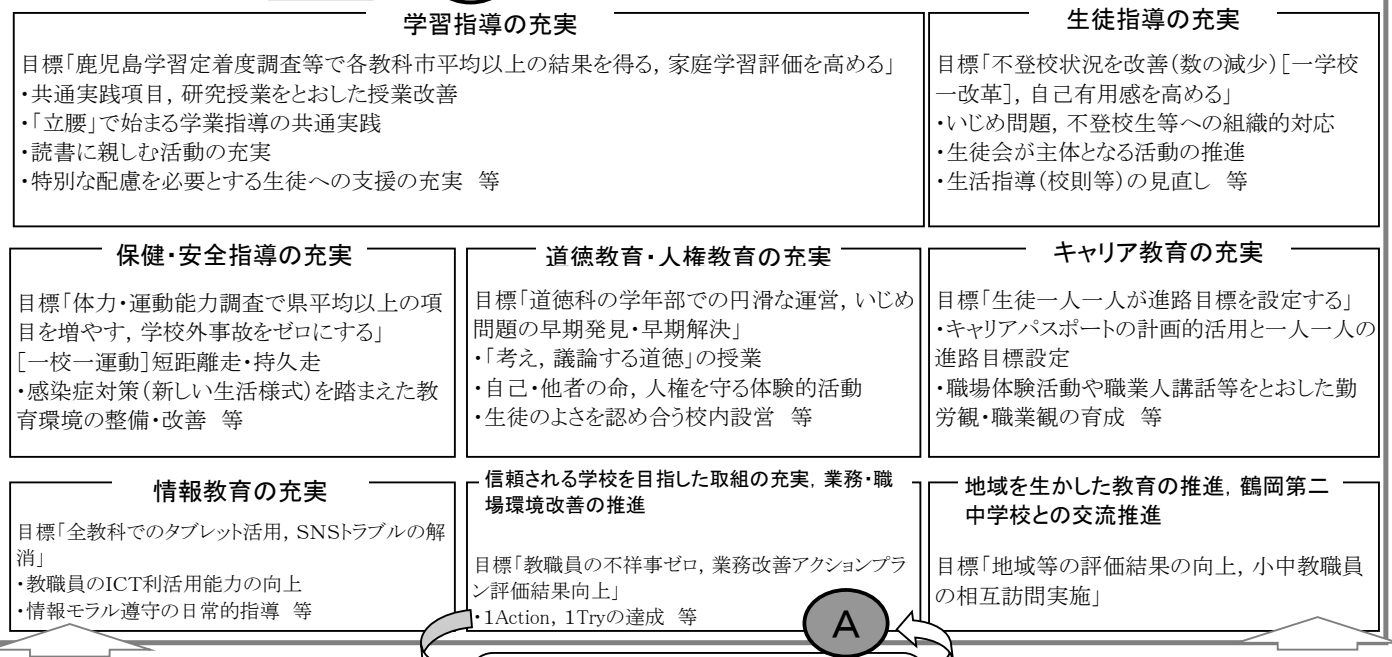 学習指導の充実
目標「鹿児島学習定着度調査等で各教科市平均以上の結果を得る，家庭学習評価を高める」
・共通実践項目，研究授業をとおした授業改善
・「立腰」で始まる学業指導の共通実践
・読書に親しむ活動の充実
・特別な配慮を必要とする生徒への支援の充実　等
生徒指導の充実
目標「不登校状況を改善（数の減少）［一学校
一改革］，自己有用感を高める」
・いじめ問題，不登校生等への組織的対応
・生徒会が主体となる活動の推進
・生活指導（校則等）の見直し　等
保健・安全指導の充実
目標「体力・運動能力調査で県平均以上の項
目を増やす，学校外事故をゼロにする」
［一校一運動］短距離走・持久走
・感染症対策（新しい生活様式）を踏まえた教
育環境の整備・改善　等
道徳教育・人権教育の充実
目標「道徳科の学年部での円滑な運営，いじめ
問題の早期発見・早期解決」
・「考え，議論する道徳」の授業
・自己・他者の命，人権を守る体験的活動
・生徒のよさを認め合う校内設営　等
キャリア教育の充実
目標「生徒一人一人が進路目標を設定する」
・キャリアパスポートの計画的活用と一人一人の
進路目標設定
・職場体験活動や職業人講話等をとおした勤
労観・職業観の育成　等
情報教育の充実
目標「全教科でのタブレット活用，SNSトラブルの解
消」
・教職員のICT利活用能力の向上
・情報モラル遵守の日常的指導　等
信頼される学校を目指した取組の充実，業務・職
場環境改善の推進
目標「教職員の不祥事ゼロ，業務改善アクションプラ
ン評価結果向上」
・1Action，1Tryの達成　等
地域を生かした教育の推進，鶴岡第二
中学校との交流推進
目標「地域等の評価結果の向上，小中教職員
の相互訪問実施」
A